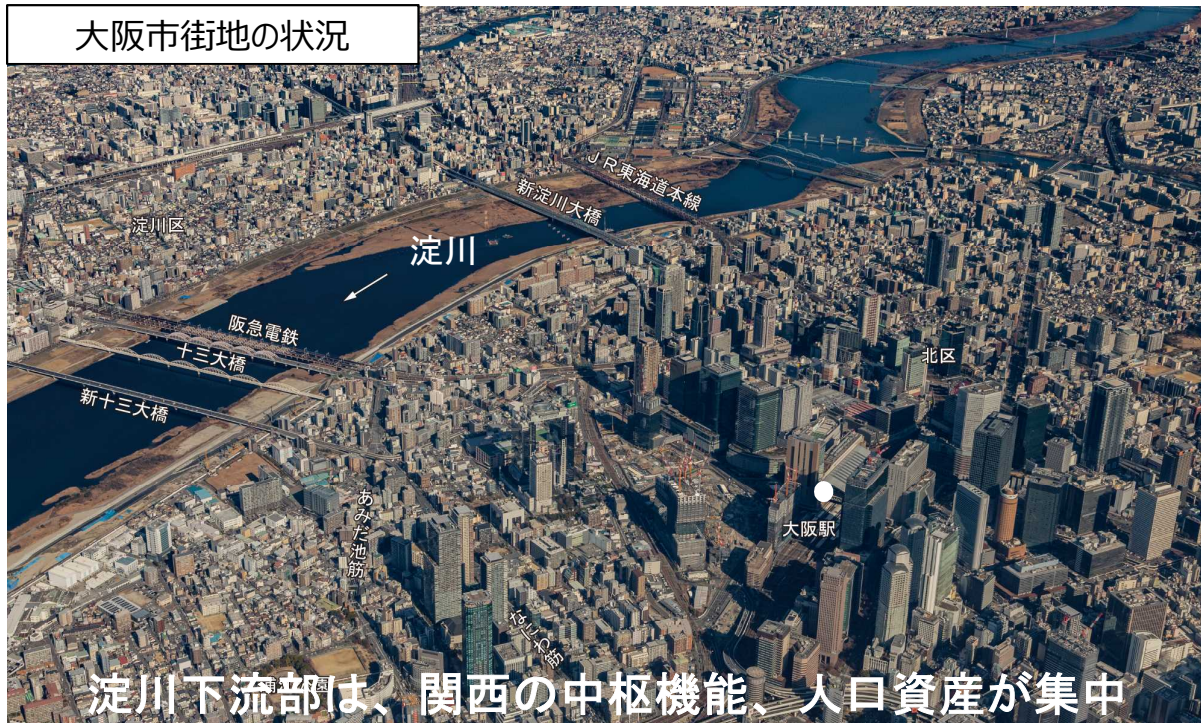 大阪市街地の状況
ＪＲ東海道本線
新淀川大橋
淀川区
淀川
阪急電鉄
十三大橋
新十三大橋
北区
大阪駅
あみだ池筋
なにわ筋
淀川下流部は、関西の中枢機能、人口資産が集中